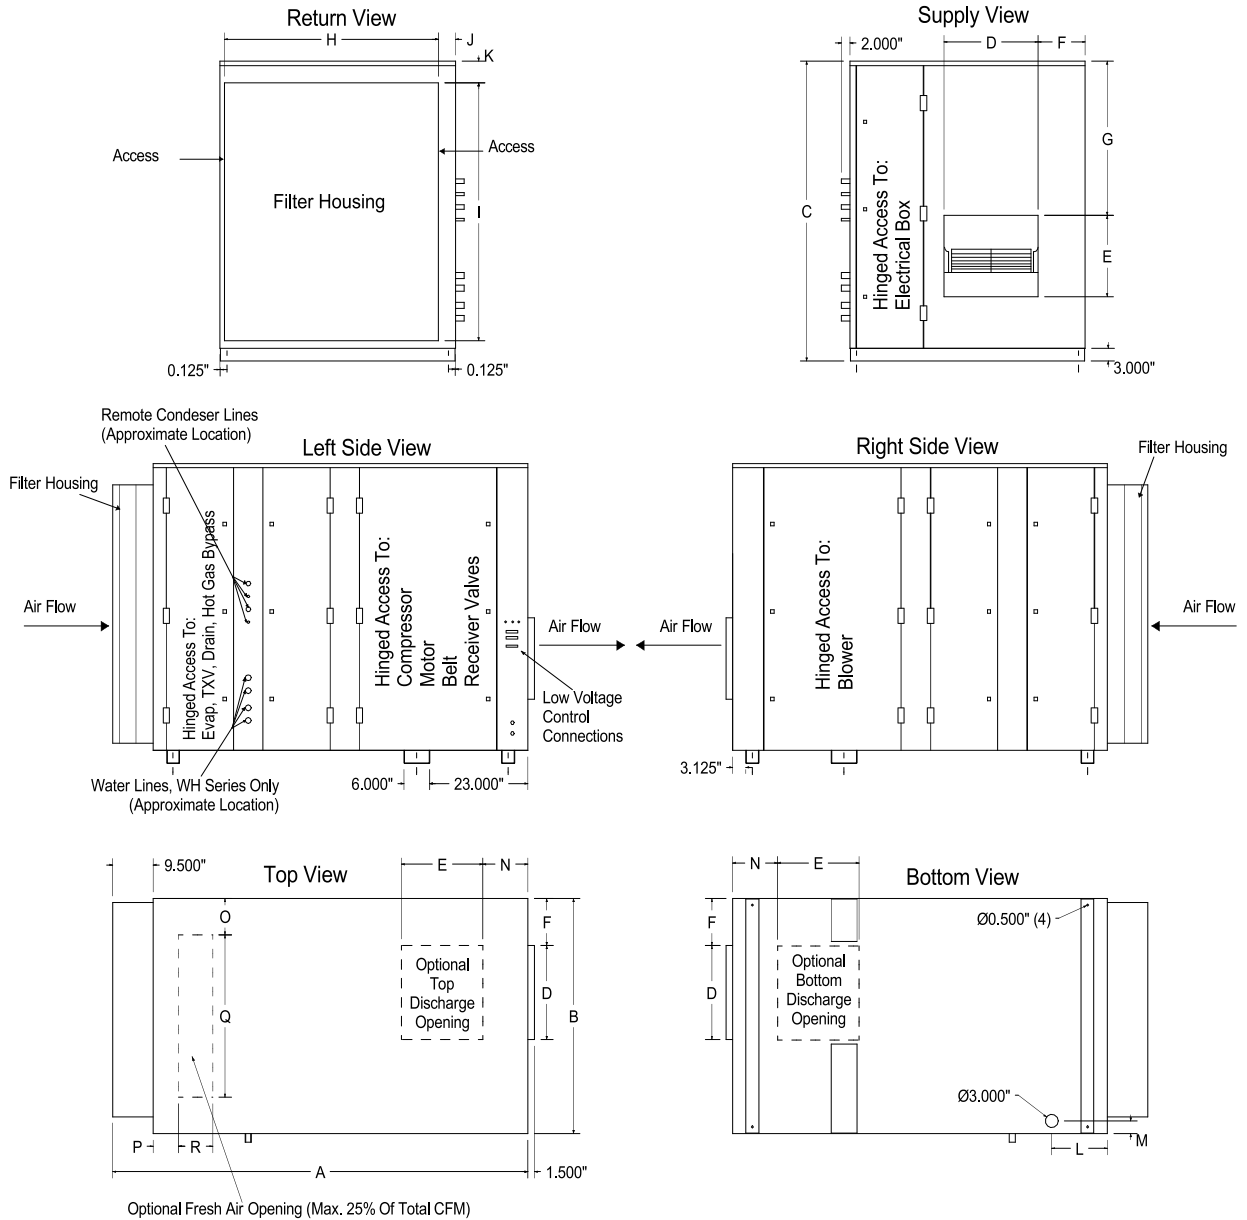 Return View
H
J
K
Access
Access
Filter Housing
I
0.125"
0.125"
Supply View
2.000"
D
F
C
G
E
Hinged Access To:
Electrical Box
3.000"
Remote Condeser Lines
(Approximate Location)
Left Side View
Filter Housing
Hinged Access To:
Evap, TXV, Drain, Hot Gas Bypass
Hinged Access To:
Compressor
Motor
Belt
Receiver Valves
Air Flow
Air Flow
Low Voltage
Control
Connections
Water Lines, WH Series Only
(Approximate Location)
6.000"
23.000"
Right Side View
Filter Housing
Air Flow
Hinged Access To:
Blower
Air Flow
3.125"
Top View
9.500"
E
N
O
F
Optional
Top
Discharge
Opening
Q
D
B
P
R
A
1.500"
Optional Fresh Air Opening (Max. 25% Of Total CFM)
Bottom View
N
E
F
Ø0.500" (4)
Optional
Bottom
Discharge
Opening
D
Ø3.000"
L
M